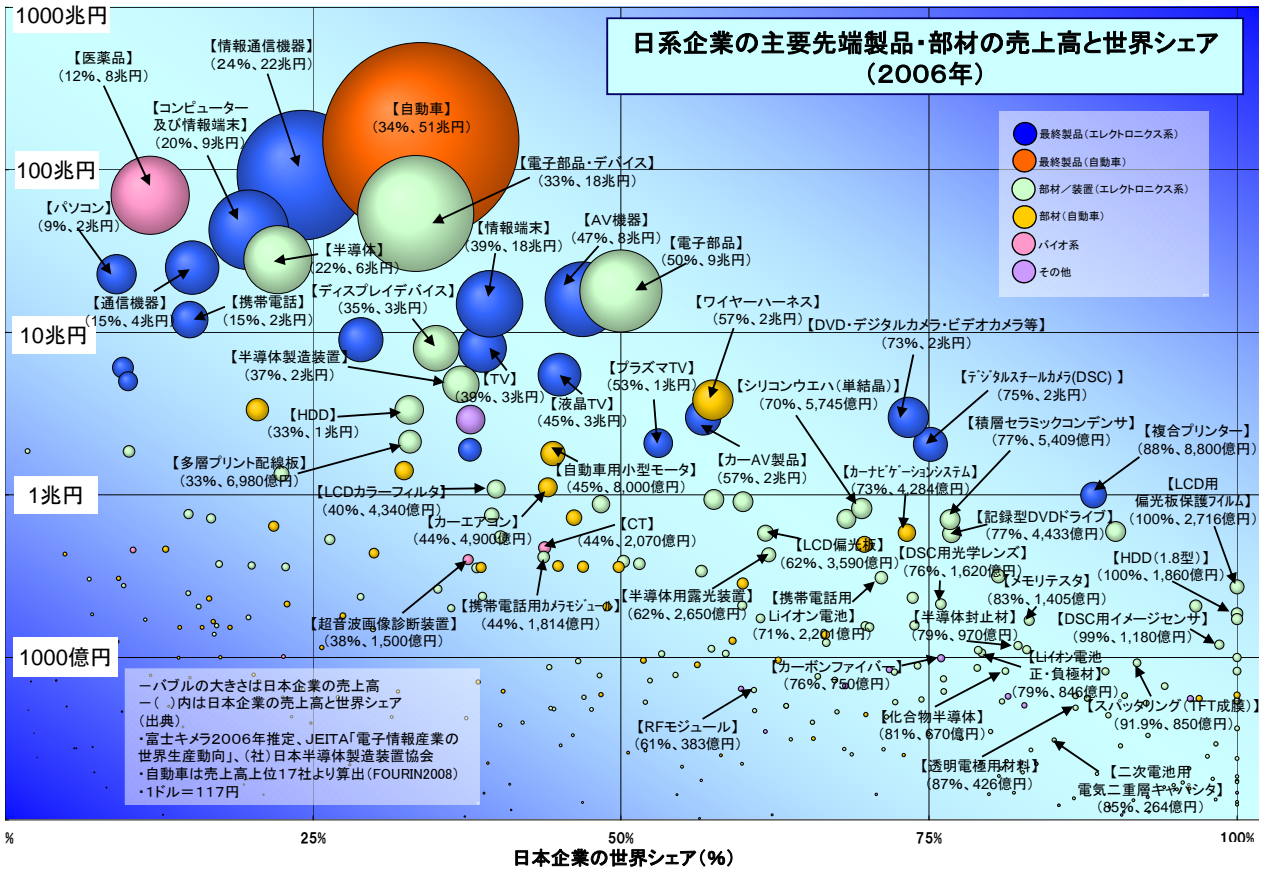 1000兆円
日系企業の主要先端製品・部材の売上高と世界シェア
(2006年)
【情報通信機器】
(24%、22兆円)
【医薬品】
(12%、8兆円)
【コンピューター
及び情報端末】
(20%、9兆円)
【自動車】
(34%、51兆円)
最終製品(エレクトロニクス系)
最終製品(自動車)
部材／装置(エレクトロニクス系)
部材(自動車)
バイオ系
その他
100兆円
【電子部品・デバイス】
(33%、18兆円)
【パソコン】
(9%、2兆円)
【情報端末】
(39%、18兆円)
【AV機器】
(47%、8兆円)
【電子部品】
(50%、9兆円)
【半導体】
(22%、6兆円)
【通信機器】
(15%、4兆円)
【携帯電話】
(15%、2兆円)
【ディスプレイデバイス】
(35%、3兆円)
【ワイヤーハーネス】
(57%、2兆円)
【DVD・デジタルカメラ・ビデオカメラ等】
(73%、2兆円)
10兆円
【半導体製造装置】
(37%、2兆円)
【TV】
(39%、3兆円)
【プラズマTV】
(53%、1兆円)
【シリコンウエハ(単結晶)】
(70%、5,745億円)
【デジタルスチールカメラ(DSC) 】
(75%、2兆円)
【HDD】
(33%、1兆円)
【液晶TV】
(45%、3兆円)
【積層セラミックコンデンサ】
(77%、5,409億円)
【複合プリンター】
(88%、8,800億円)
【多層プリント配線板】
(33%、6,980億円)
【自動車用小型モータ】
(45%、8,000億円)
【カーAV製品】
(57%、2兆円)
【カーナビゲーションシステム】
(73%、4,284億円)
【LCD用
偏光板保護フイルム】
(100%、2,716億円)
1兆円
【LCDカラーフィルタ】
(40%、4,340億円)
【カーエアコン】
(44%、4,900億円)
【CT】
(44%、2,070億円)
【LCD偏光板】
(62%、3,590億円)
【記録型DVDドライブ】
(77%、4,433億円)
【DSC用光学レンズ】
(76%、1,620億円)
【HDD(1.8型)】
(100%、1,860億円)
【メモリテスタ】
(83%、1,405億円)
【超音波画像診断装置】
(38%、1,500億円)
【携帯電話用カメラモジュール】
(44%、1,814億円)
【半導体用露光装置】
(62%、2,650億円)
【携帯電話用
Liイオン電池】
(71%、2,201億円)
【半導体封止材】
(79%、970億円)
【DSC用イメージセンサ】
(99%、1,180億円)
1000億円
【カーボンファイバー】
(76%、750億円)
【Liイオン電池
正・負極材】
(79%、846億円)
【RFモジュール】
(61%、383億円)
【化合物半導体】
(81%、670億円)
【スパッタリング(TFT成膜)】
(91.9%、850億円)
【透明電極用材料】
(87%、426億円)
【二次電池用
電気二重層キャパシタ】
(85%、264億円)
－バブルの大きさは日本企業の売上高
－( )内は日本企業の売上高と世界シェア
(出典)
・富士キメラ2006年推定、JEITA「電子情報産業の
世界生産動向」、(社)日本半導体製造装置協会
・自動車は売上高上位17社より算出(FOURIN2008)
・1ドル＝117円
%
25%
50%
75%
100%
日本企業の世界シェア(%)